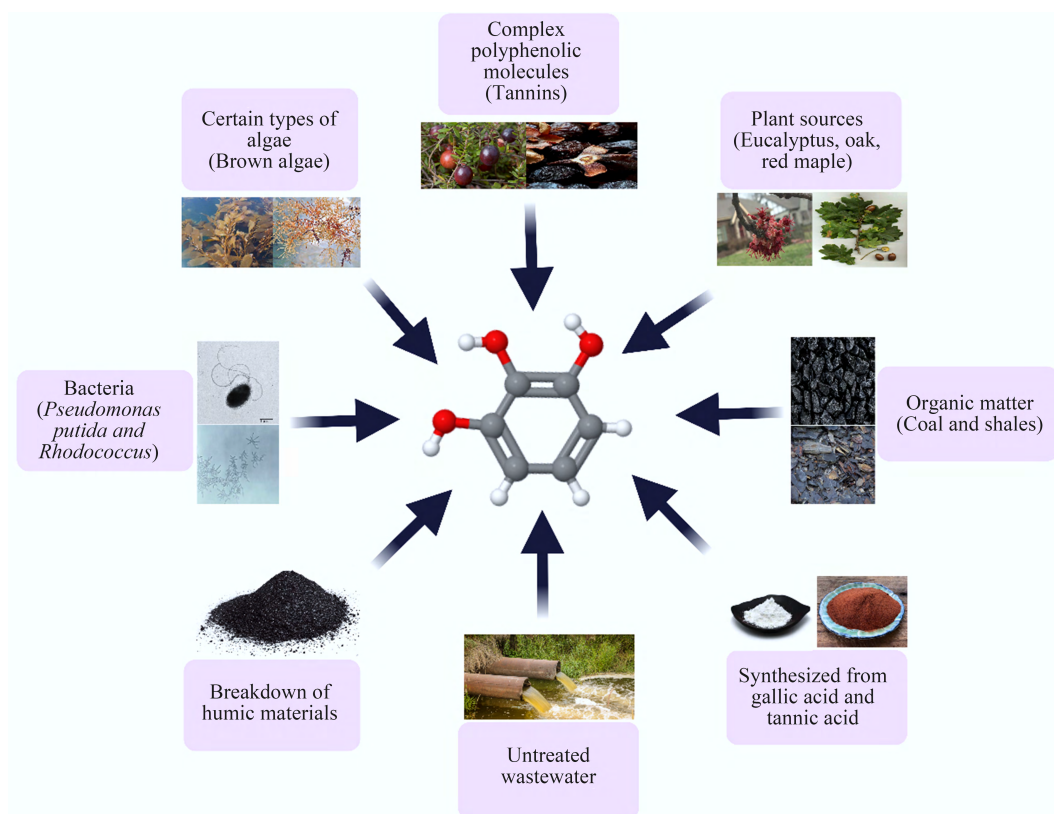 Complex
polyphenolic
molecules
(Tannins)
Certain types of
algae
(Brown algae)
Plant sources
(Eucalyptus, oak,
red maple)
Bacteria
(Pseudomonas
putida and
Rhodococcus)
Organic matter
(Coal and shales)
Breakdown of
humic materials
Untreated
wastewater
Synthesized from
gallic acid and
tannic acid